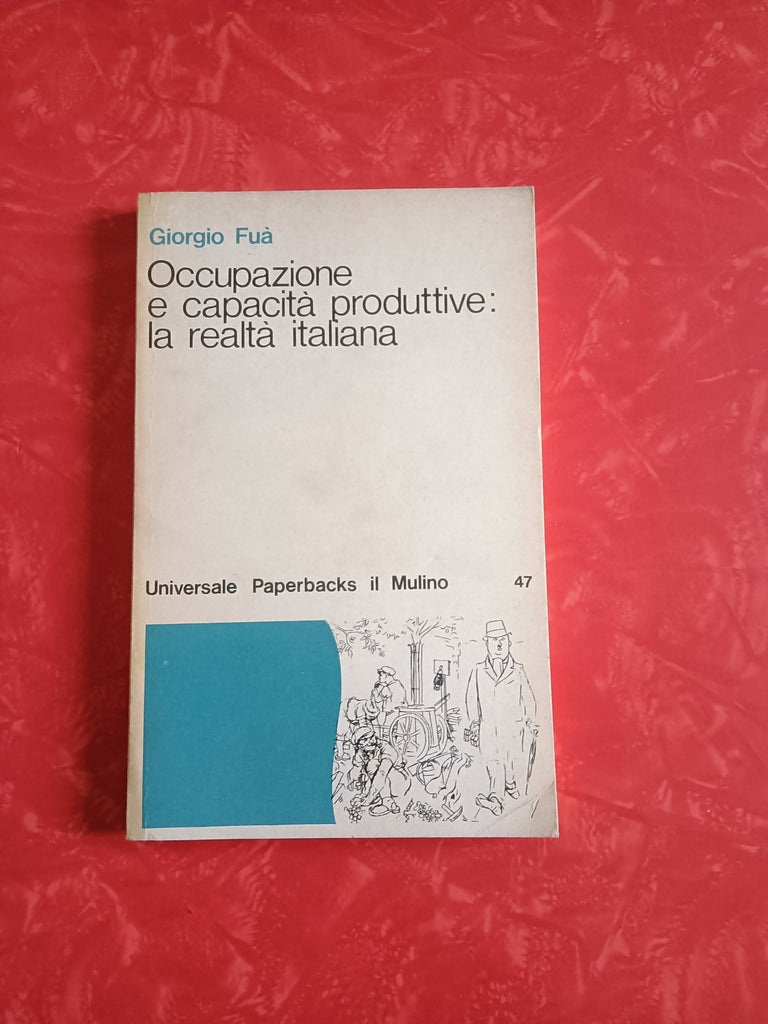 Giorgio Fuà
Occupazione
e capacità produttive:
la realtà italiana
Universale Paperbacks il Mulino 47